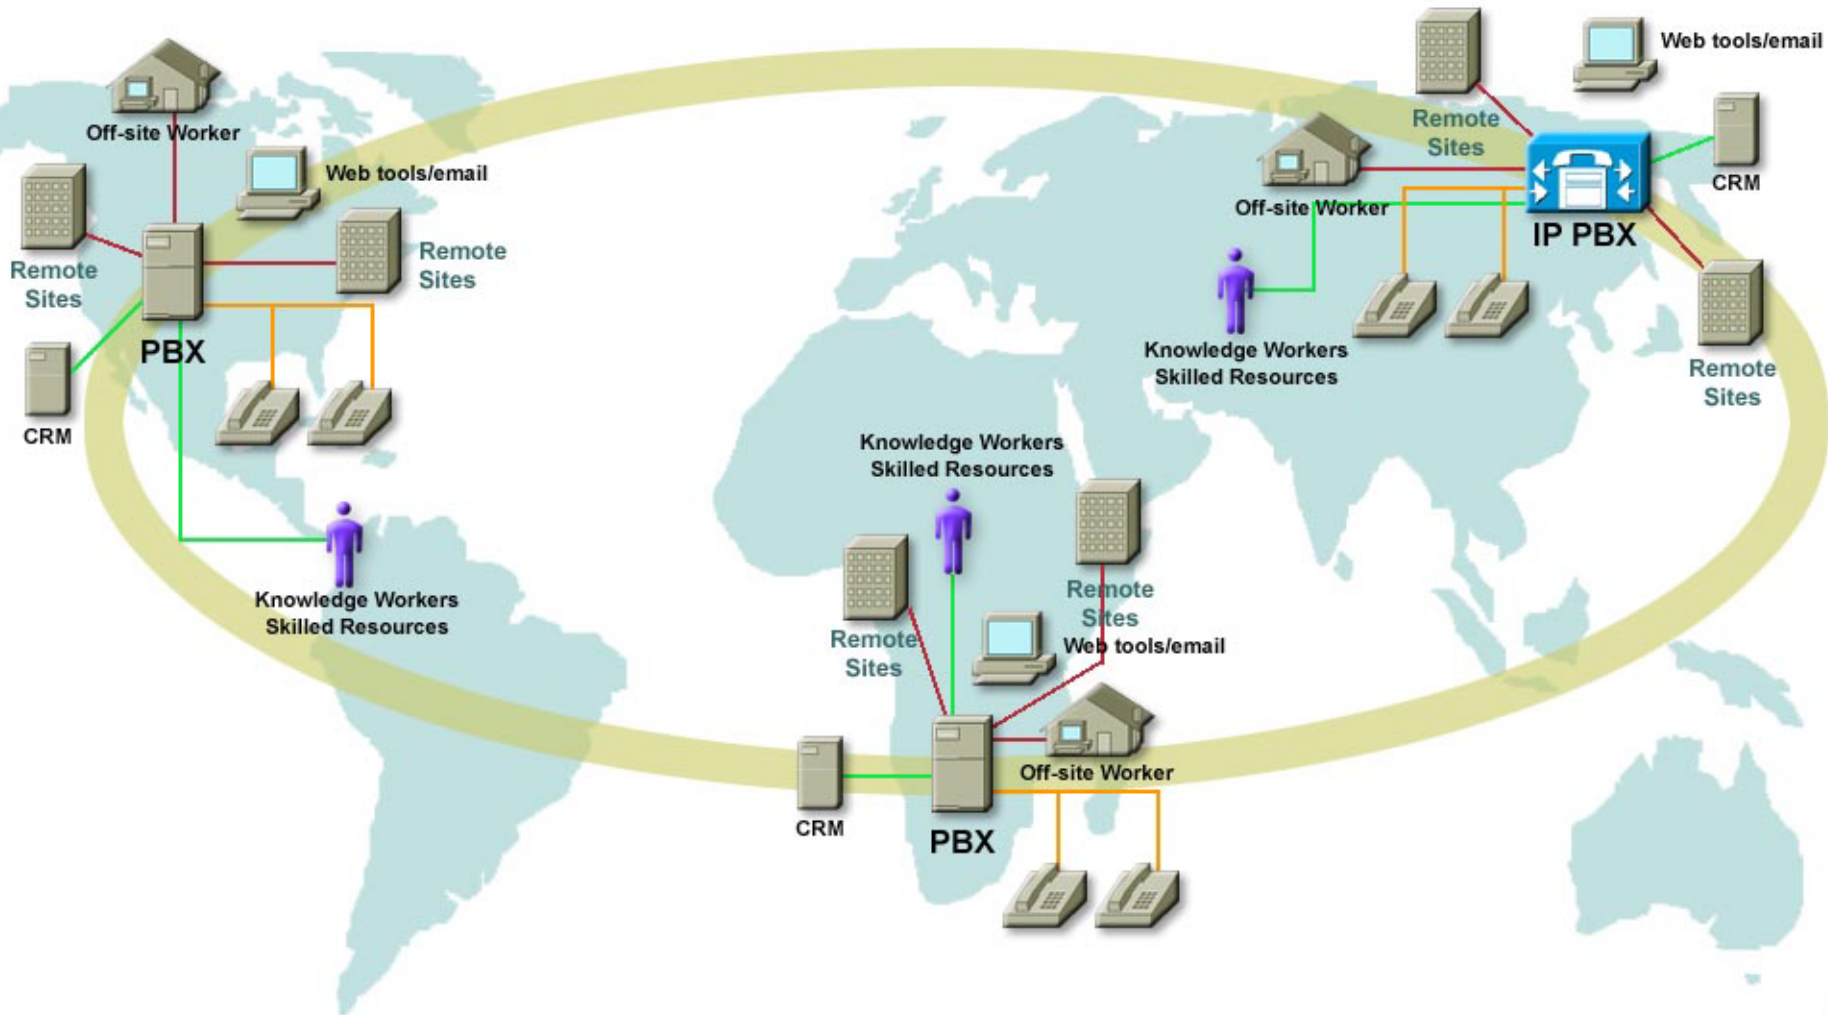 Off-site Worker
Web tools/email
Remote
Sites
Remote
Sites
PBX
CRM
Knowledge Workers
Skilled Resources
Knowledge Workers
Skilled Resources
Remote
Sites
Remote
Sites
Web tools/email
Off-site Worker
CRM
PBX
Web tools/email
Remote
Sites
CRM
Off-site Worker
IP PBX
Knowledge Workers
Skilled Resources
Remote
Sites